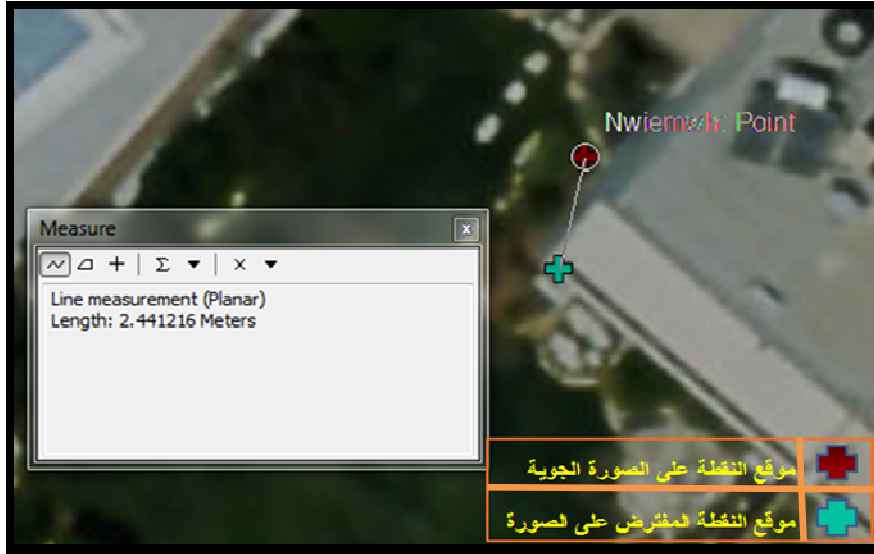 Nwiemwh Point
Measure
Line measurement (Planar)
Length: 2.441216 Meters
موقع النقطة على الصورة الجوية
موقع النقطة المفترض على الصورة